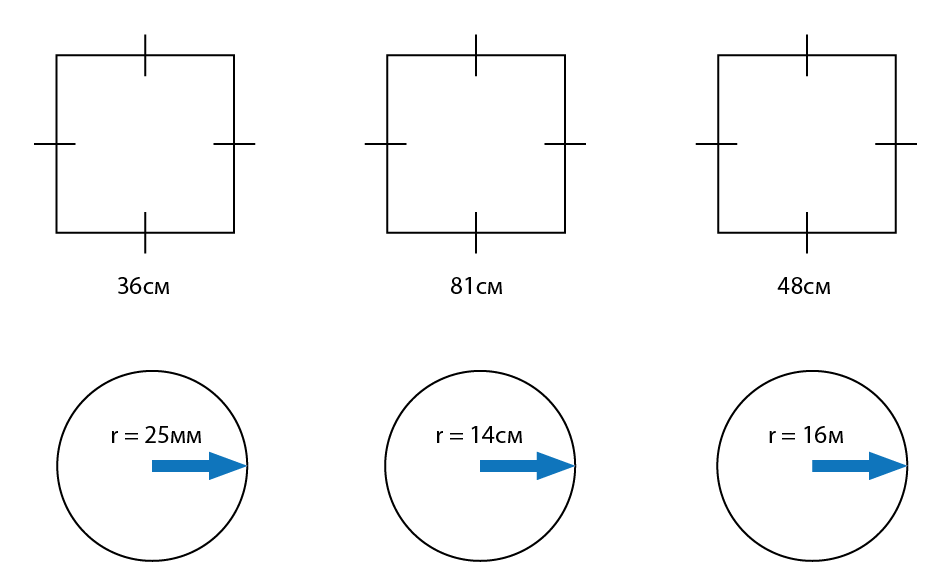 36см
81см
48см
r = 25мм
r = 14см
r = 16м